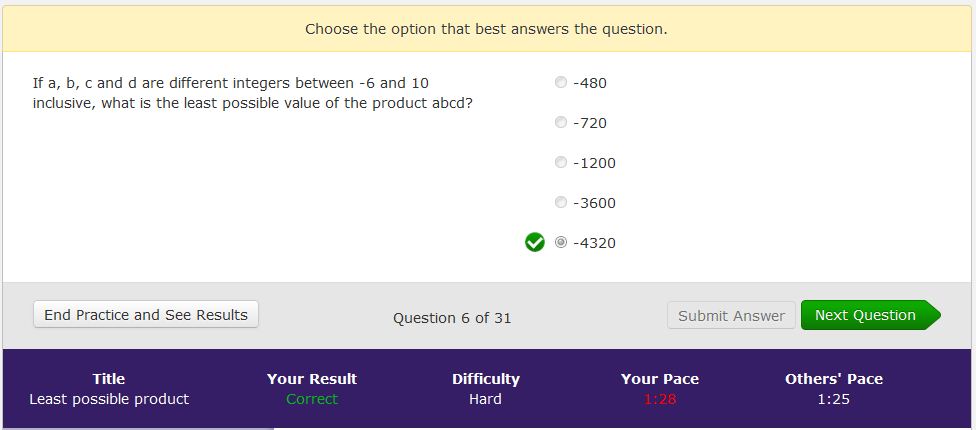 Choose the option that best answers the question.
If a, b, c and d are different integers between -6 and 10
inclusive, what is the least possible value of the product abcd?
-480
-720
-1200
-3600
-4320
End Practice and See Results
Question 6 of 31
Submit Answer
Next Question
Title Your Result Difficulty Your Pace Others' Pace
Least possible product Correct Hard 1:28 1:25